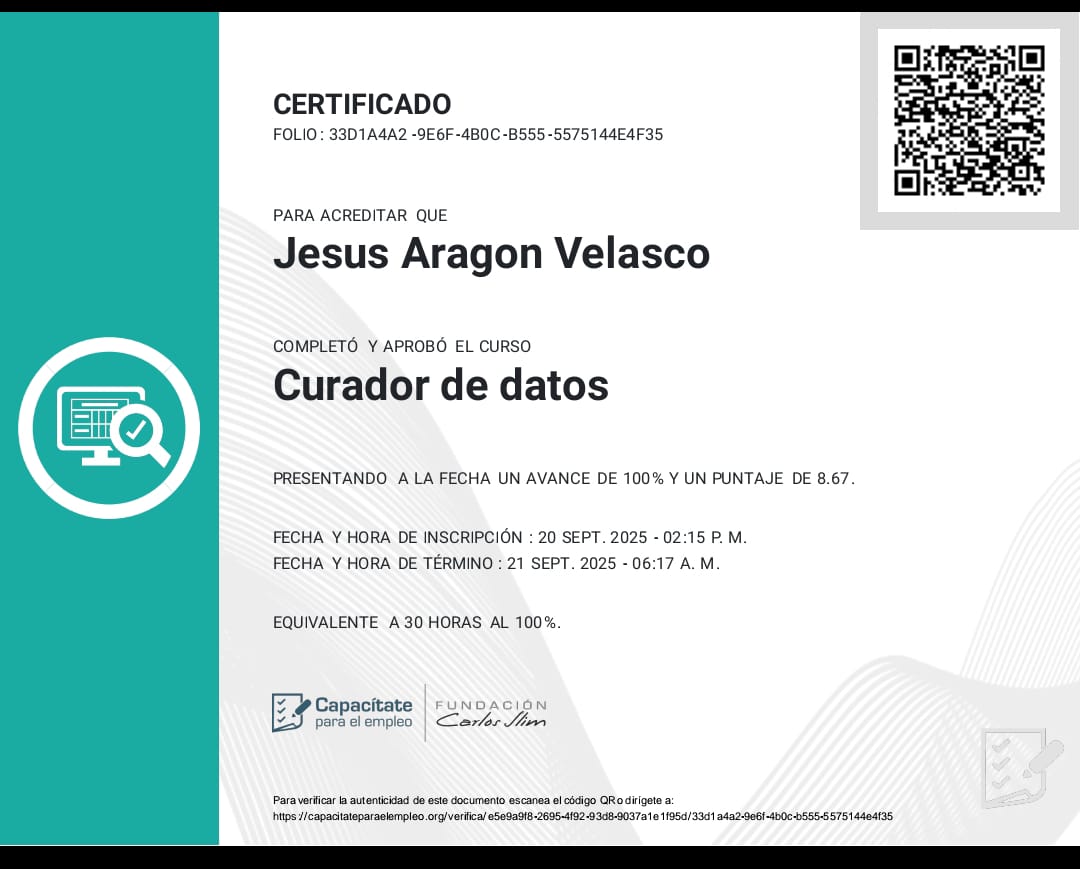 CERTIFICADO
FOLIO: 33D1A4A2-9E6F-4B0C-B555-5575144E4F35
PARA ACREDITAR QUE
Jesus Aragon Velasco
COMPLETÓ Y APROBÓ EL CURSO
Curador de datos
PRESENTANDO A LA FECHA UN AVANCE DE 100% Y UN PUNTAJE DE 8.67.
FECHA Y HORA DE INSCRIPCIÓN : 20 SEPT. 2025 - 02:15 P. M.
FECHA Y HORA DE TÉRMINO : 21 SEPT. 2025 - 06:17 A. M.
EQUIVALENTE A 30 HORAS AL 100%.
Capacítate
para el empleo
FUNDACIÓN
Carlos Slim
Para verificar la autenticidad de este documento escanea el código QR o dirígete a:
https://capacitateparaelempleo.org/verifica/e5e9a9f8-2695-4f92-93d8-9037a1e1f95d/33d1a4a2-9e6f-4b0c-b555-5575144e4f35